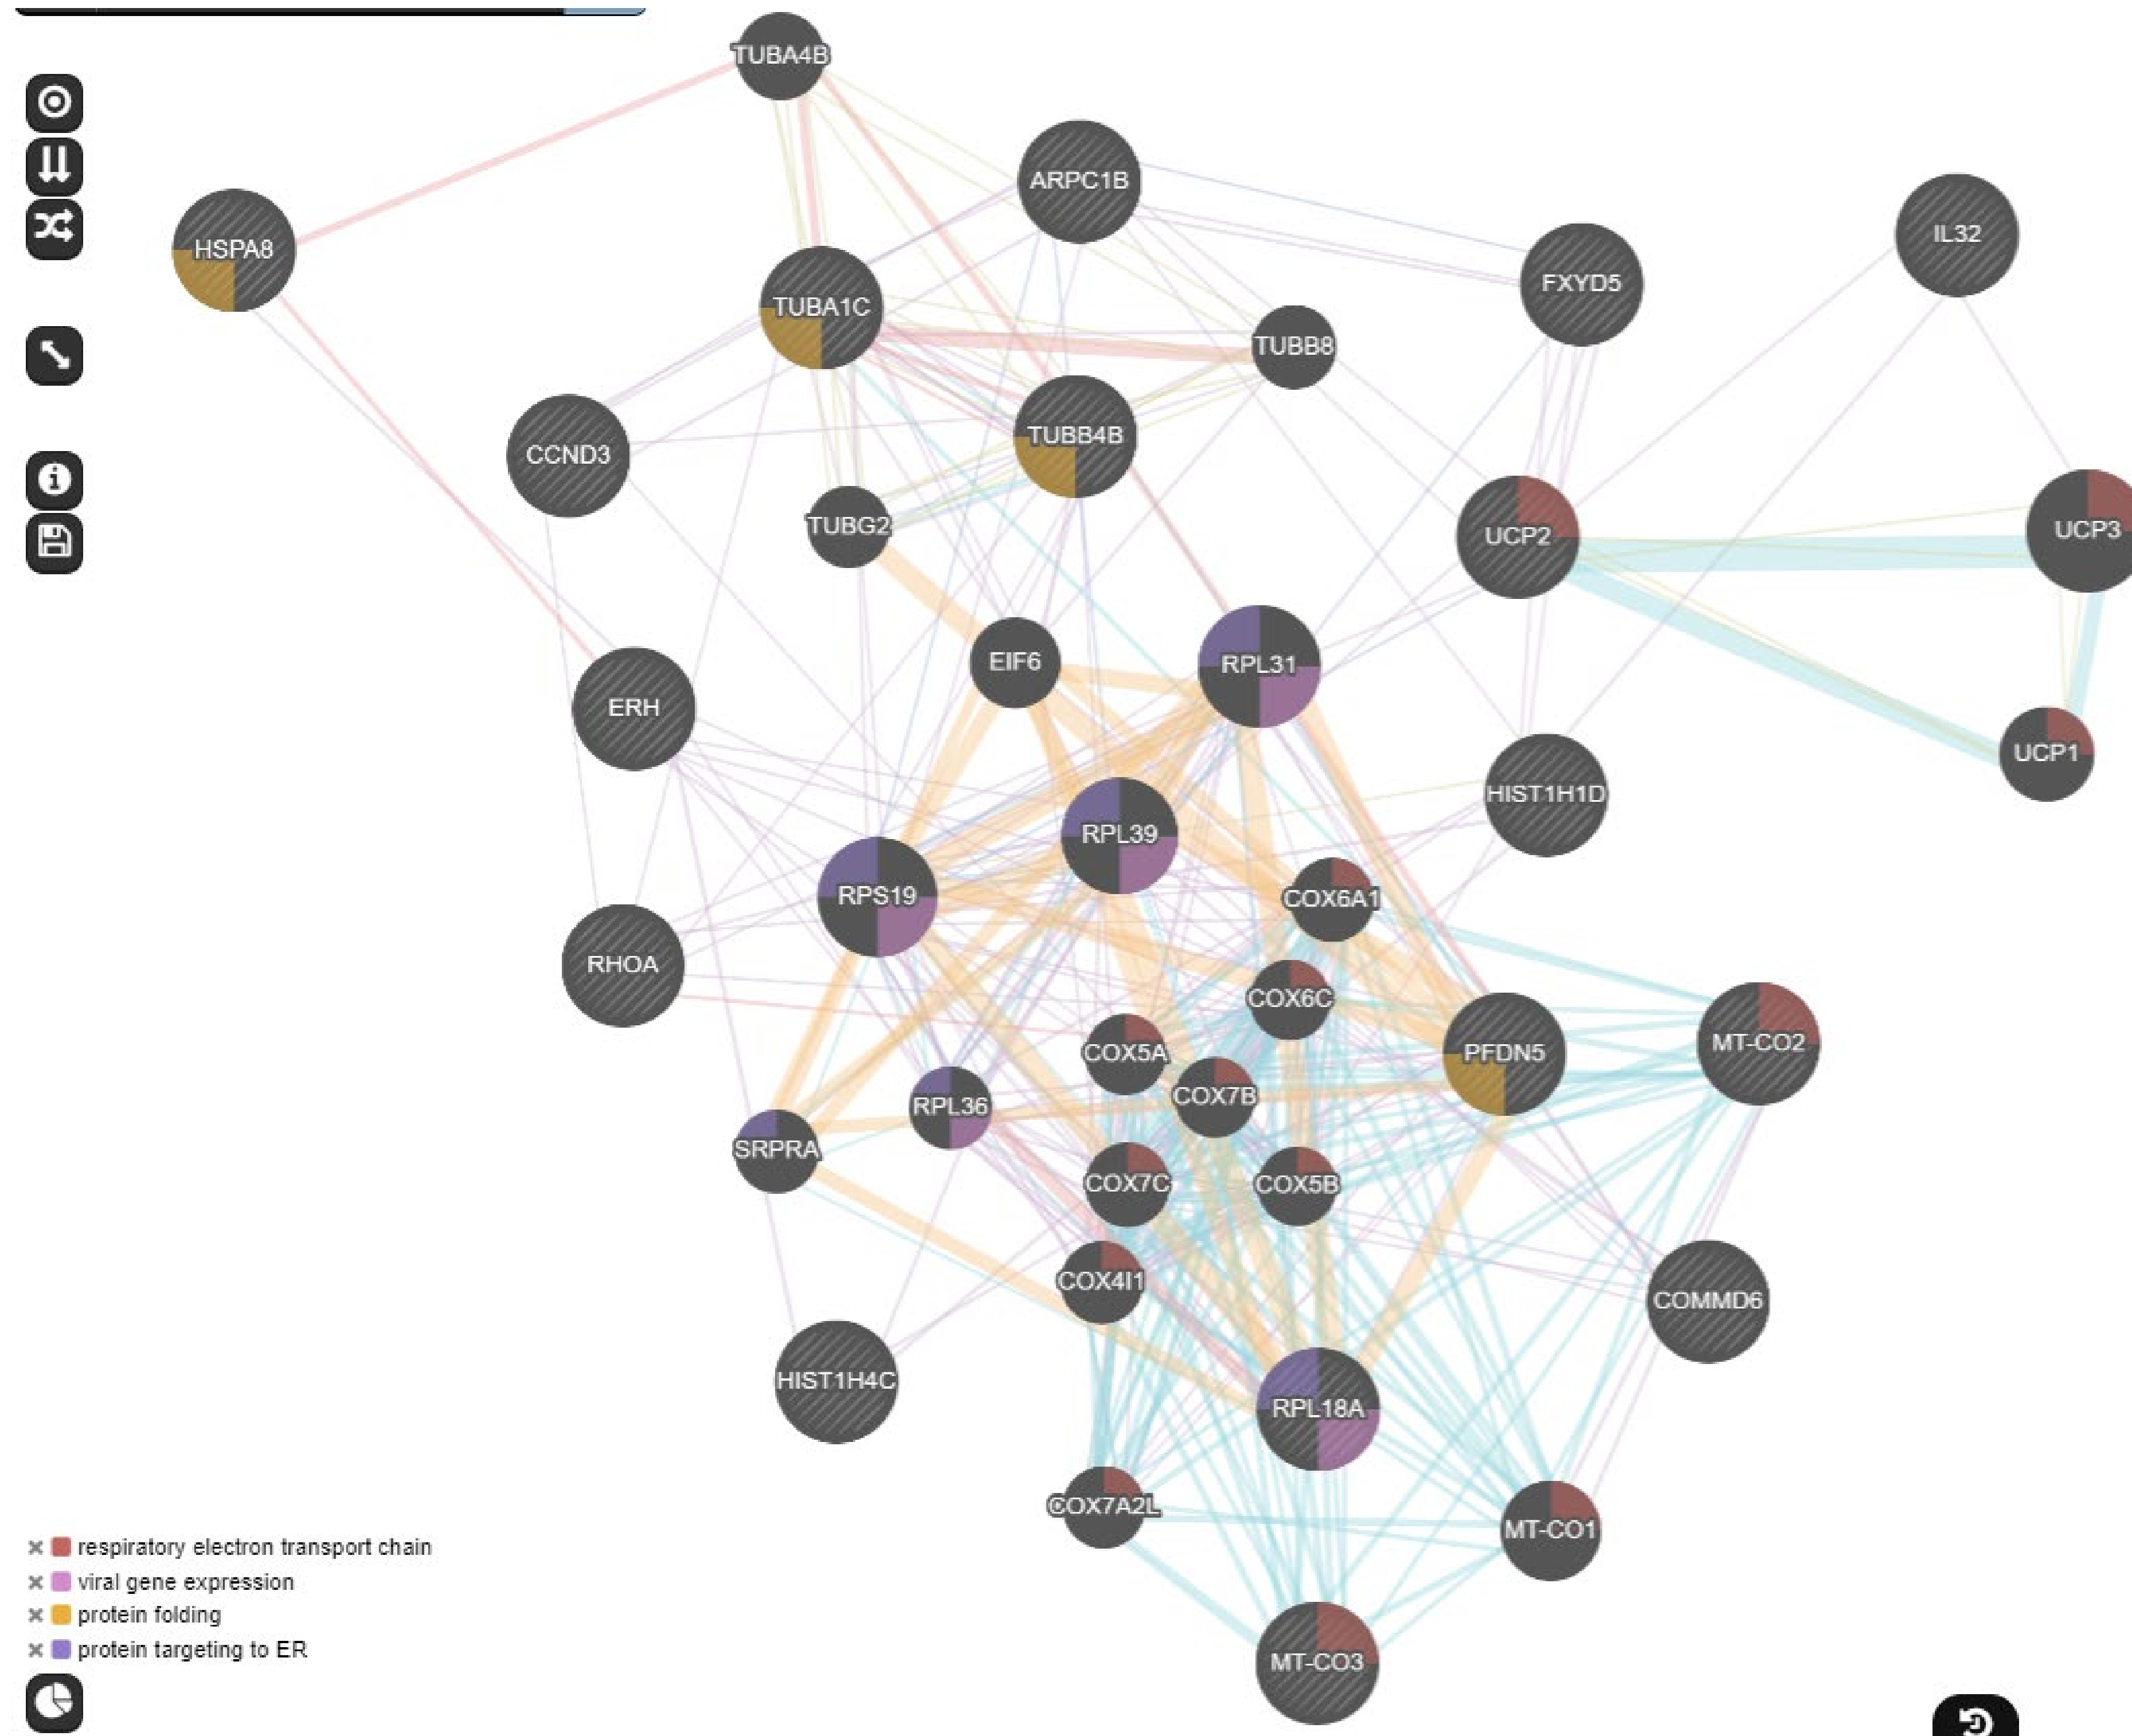 TUBA4B
ARPC1B
IL32
HSPA8
FXYD5
TUBA1C
TUBB8
TUBB4B
CCND3
TUBG2
UCP2
UCP3
EIF6
RPL31
ERH
UCP1
HIST1H1D
RPL39
RPS19
COX6A1
RHOA
COX6C
MT-CO2
COX5A
PFDN5
COX7B
RPL36
SRPRA
COX7C
COX5B
COX4I1
COMMD6
HIST1H4C
RPL18A
COX7A2L
MT-CO1
MT-CO3
respiratory electron transport chain
viral gene expression
protein folding
protein targeting to ER